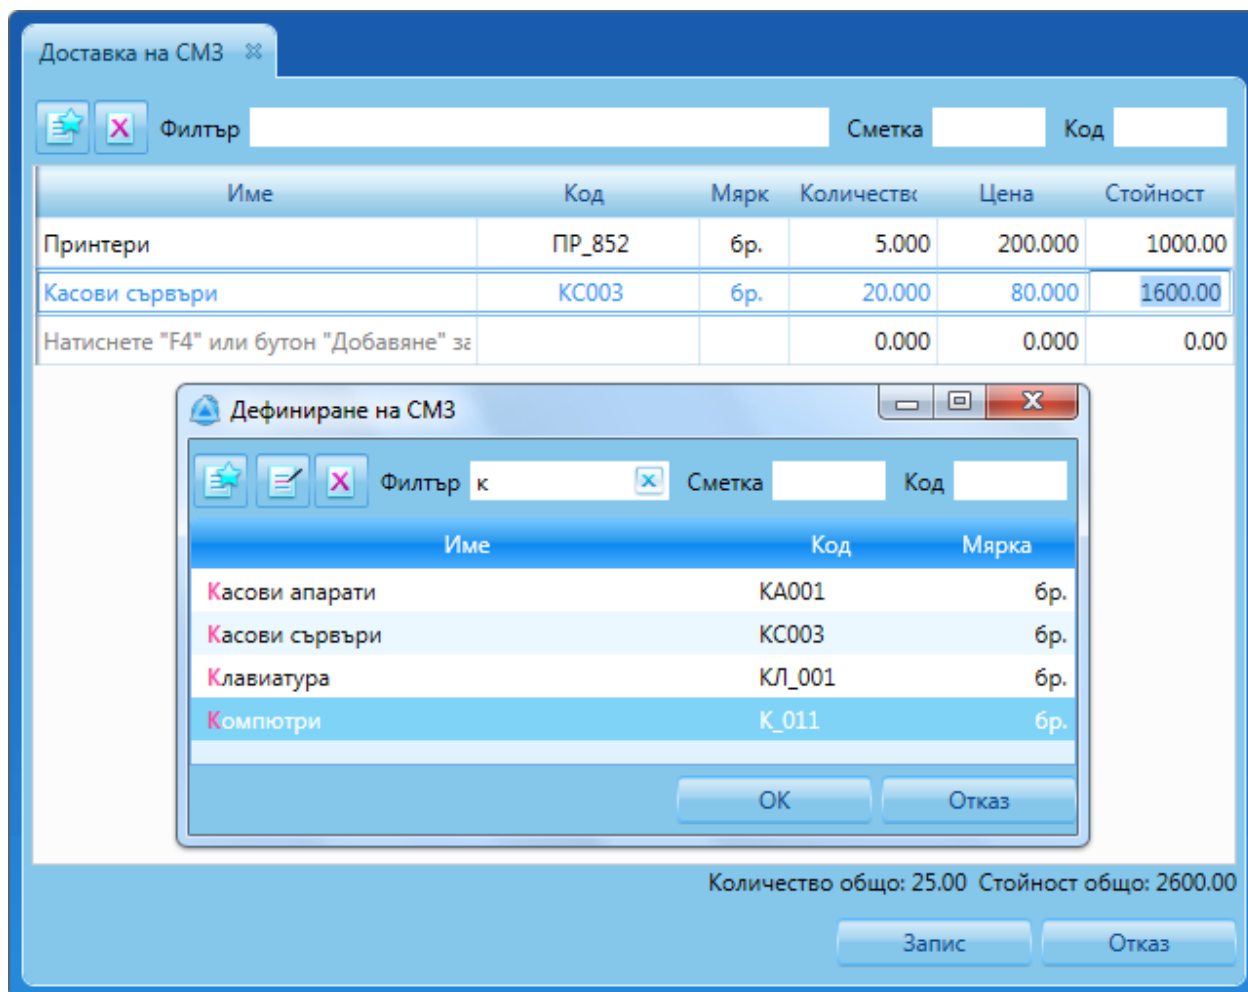 Доставка на СМЗ
Филтър Сметка Код
Име Код Мярк Количество Цена Стойност
Принтери ПР_852 бр. 5.000 200.000 1000.00
Касови сървъри КС003 бр. 20.000 80.000 1600.00
Натиснете "F4" или бутон "Добавяне" за 0.000 0.000 0.00
Дефиниране на СМЗ
Филтър к Сметка Код
Име Код Мярка
Касови апарати КА001 бр.
Касови сървъри КС003 бр.
Клавиатура КЛ_001 бр.
Компютри К_011 бр.
ОК Отказ
Количество общо: 25.00 Стойност общо: 2600.00
Запис Отказ